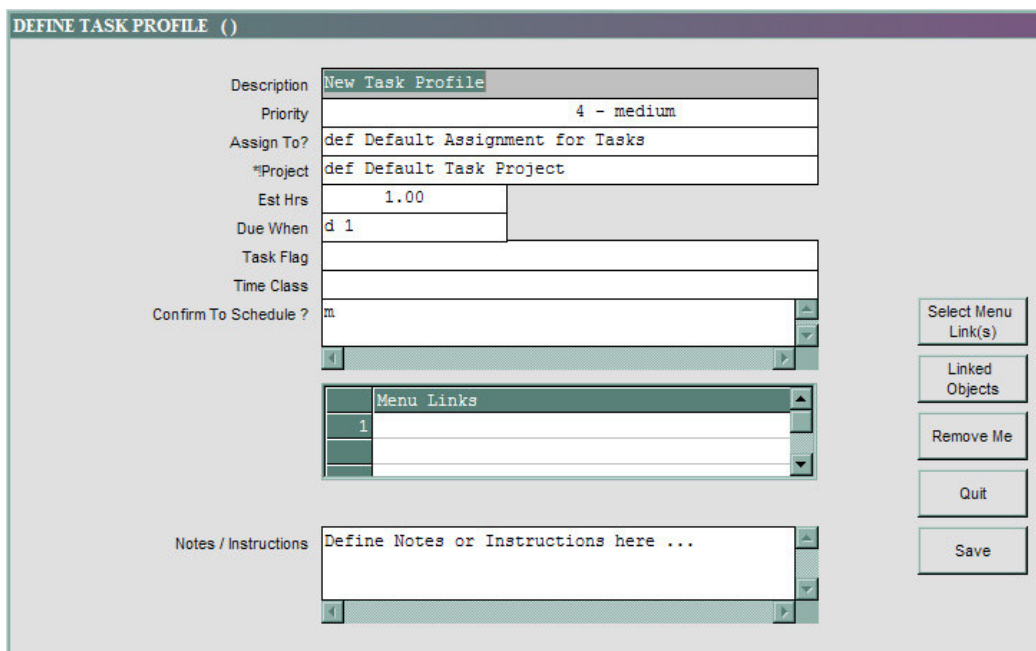 DEFINE TASK PROFILE ( )
Description New Task Profile
Priority 4 - medium
Assign To? def Default Assignment for Tasks
*!Project def Default Task Project
Est Hrs 1.00
Due When d 1
Task Flag
Time Class
Confirm To Schedule ? m
Select Menu
Link(s)
Linked
Objects
Menu Links
1
Remove Me
Quit
Notes / Instructions Define Notes or Instructions here ...
Save